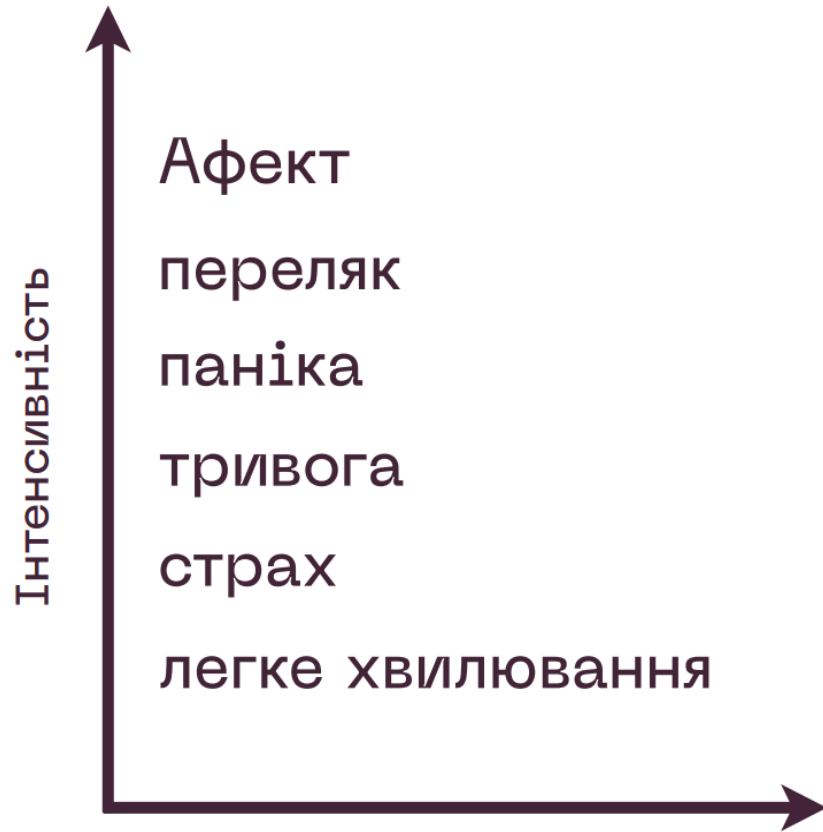 Афект
переляк
паніка
тривога
страх
легке хвилювання
Інтенсивність